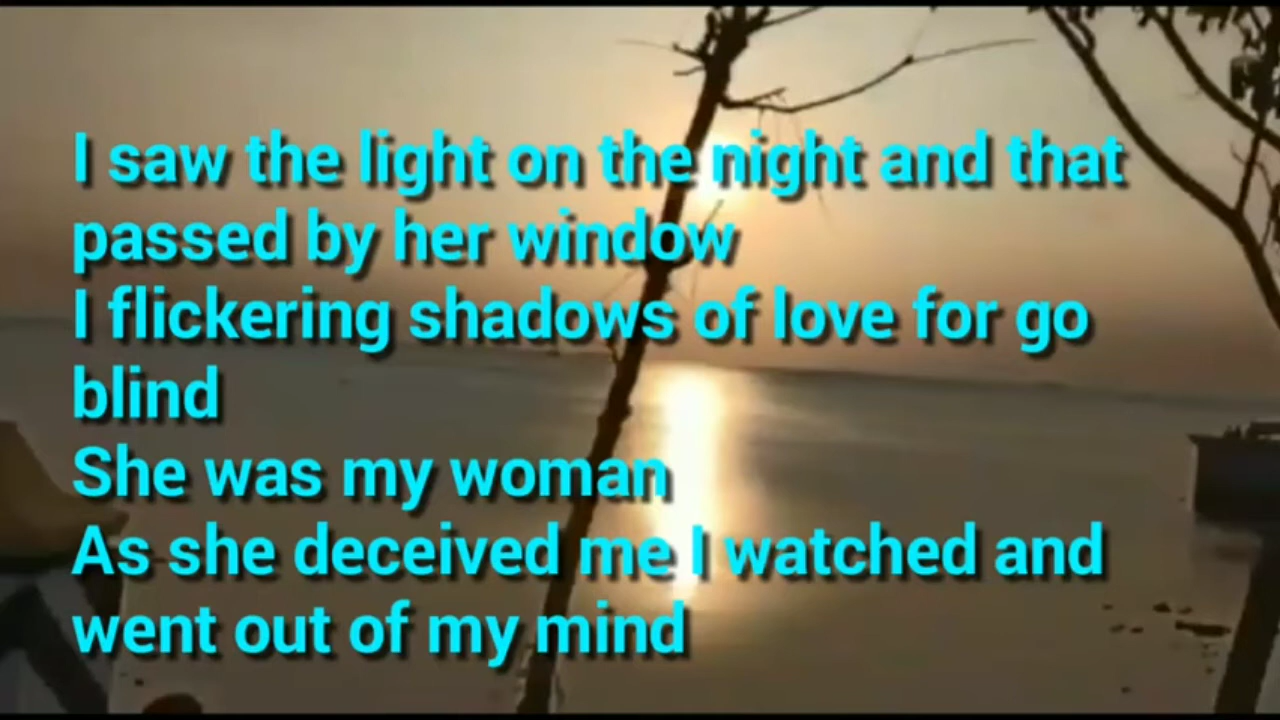 I saw the light on the night and that
passed by her window
I flickering shadows of love for go
blind
She was my woman
As she deceived me I watched and
went out of my mind